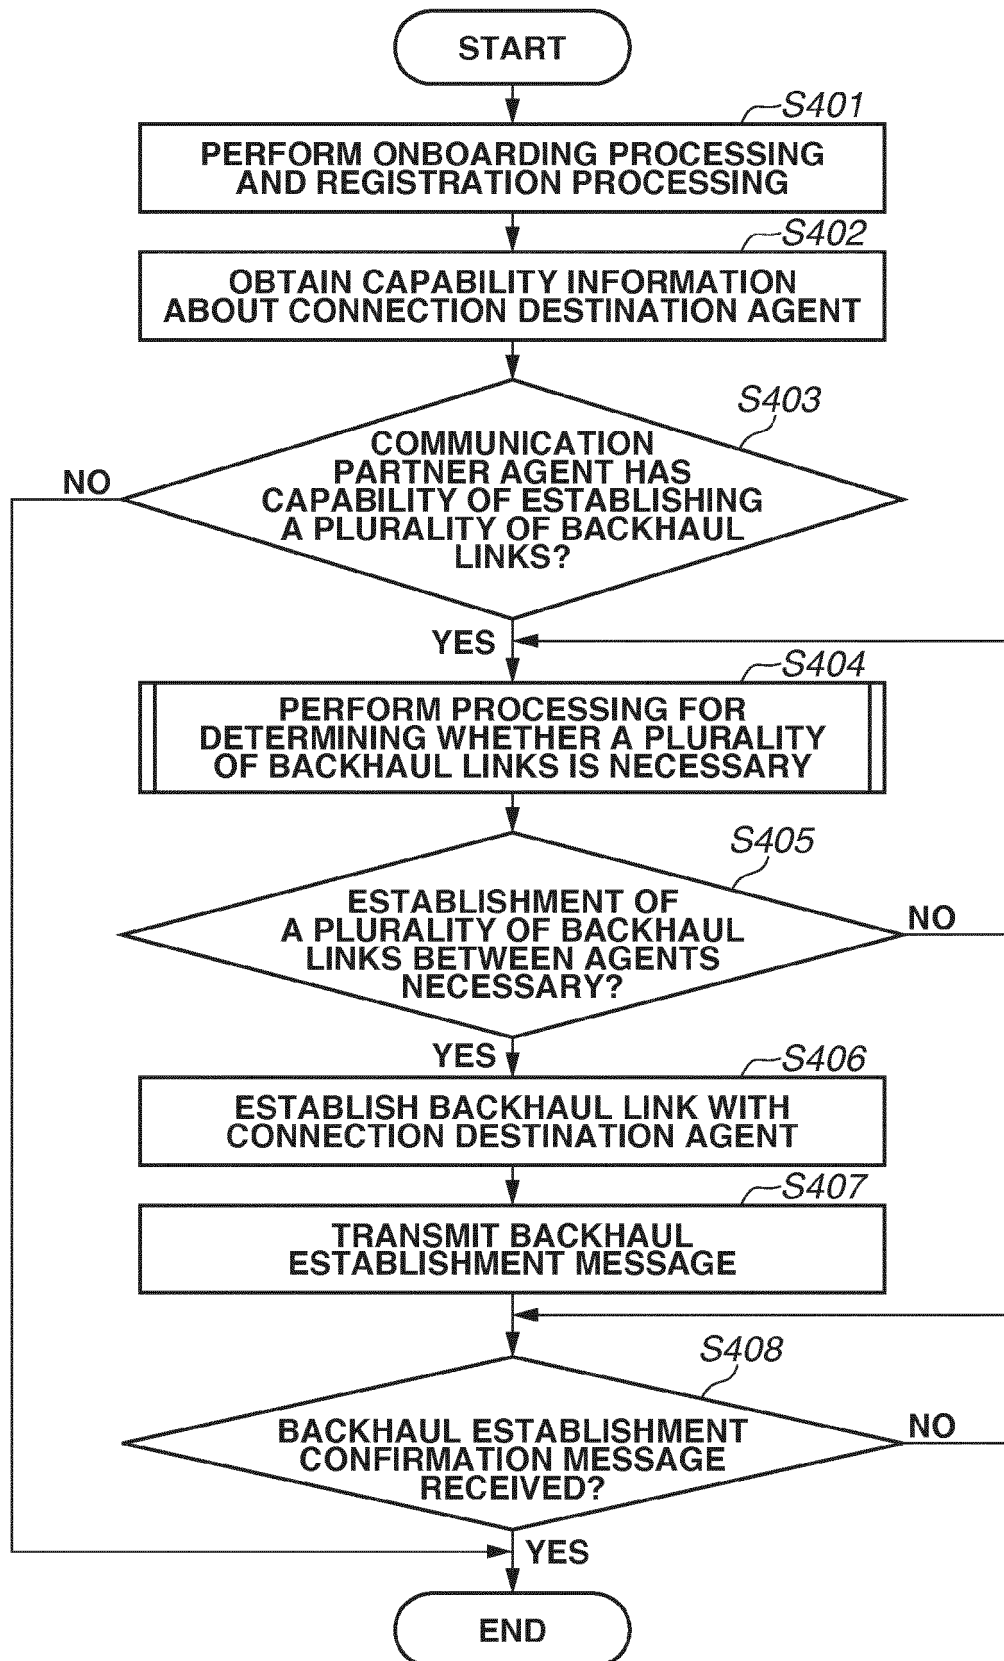 START
S401
PERFORM ONBOARDING PROCESSING
AND REGISTRATION PROCESSING
S402
OBTAIN CAPABILITY INFORMATION
ABOUT CONNECTION DESTINATION AGENT
S403
COMMUNICATION
PARTNER AGENT HAS
CAPABILITY OF ESTABLISHING
A PLURALITY OF BACKHAUL
LINKS?
NO
YES
S404
PERFORM PROCESSING FOR
DETERMINING WHETHER A PLURALITY
OF BACKHAUL LINKS IS NECESSARY
S405
ESTABLISHMENT OF
A PLURALITY OF BACKHAUL
LINKS BETWEEN AGENTS
NECESSARY?
NO
YES
S406
ESTABLISH BACKHAUL LINK WITH
CONNECTION DESTINATION AGENT
S407
TRANSMIT BACKHAUL
ESTABLISHMENT MESSAGE
S408
BACKHAUL ESTABLISHMENT
CONFIRMATION MESSAGE
RECEIVED?
NO
YES
END